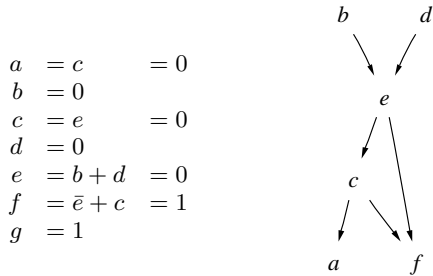 a = c = 0
b = 0
c = e = 0
d = 0
e = b + d = 0
f = ē + c = 1
g = 1
b d
e
c
a f